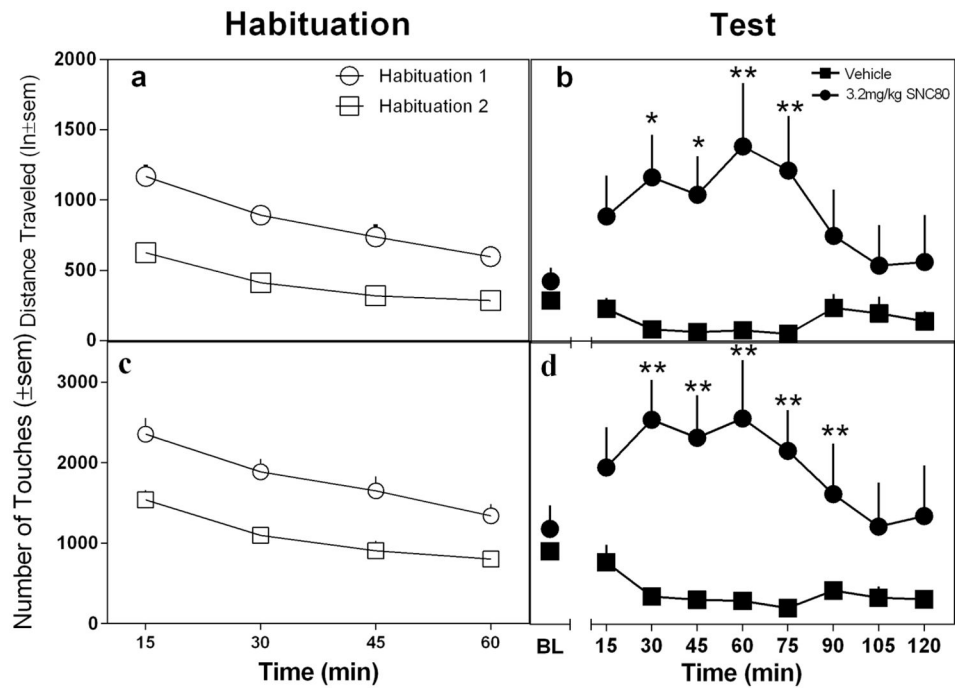 Habituation
Test
Number of Touches (±sem) Distance Traveled (In±sem)
2000
1500
1000
500
0
a
Habituation 1
Habituation 2
b
Vehicle
3.2mg/kg SNC80
*
*
**
**
3000
2000
1000
0
c
15
30
45
60
Time (min)
d
**
**
**
**
**
BL
15
30
45
60
75
90
105
120
Time (min)